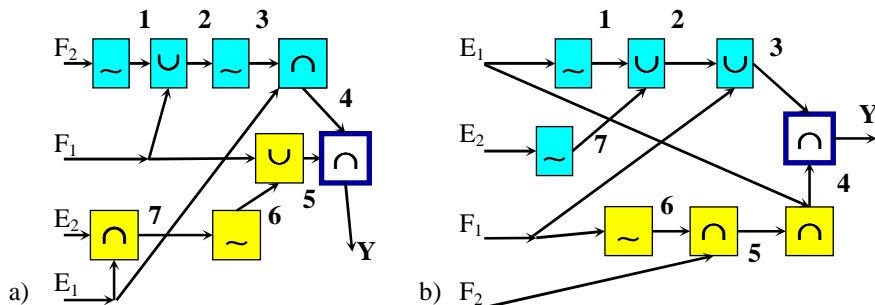 1 2 3
F₂ ~ ∪ ~ ∩
4
F₁ ∪ ∩
5
E₂ ∩ 7 ~ 6
Y
E₁
a)
1 2 3
E₁ ~ ∪ ∪
∩ Y
E₂ ~ 7
4
F₁ ~ 6 ∩ 5 ∩
F₂
b)